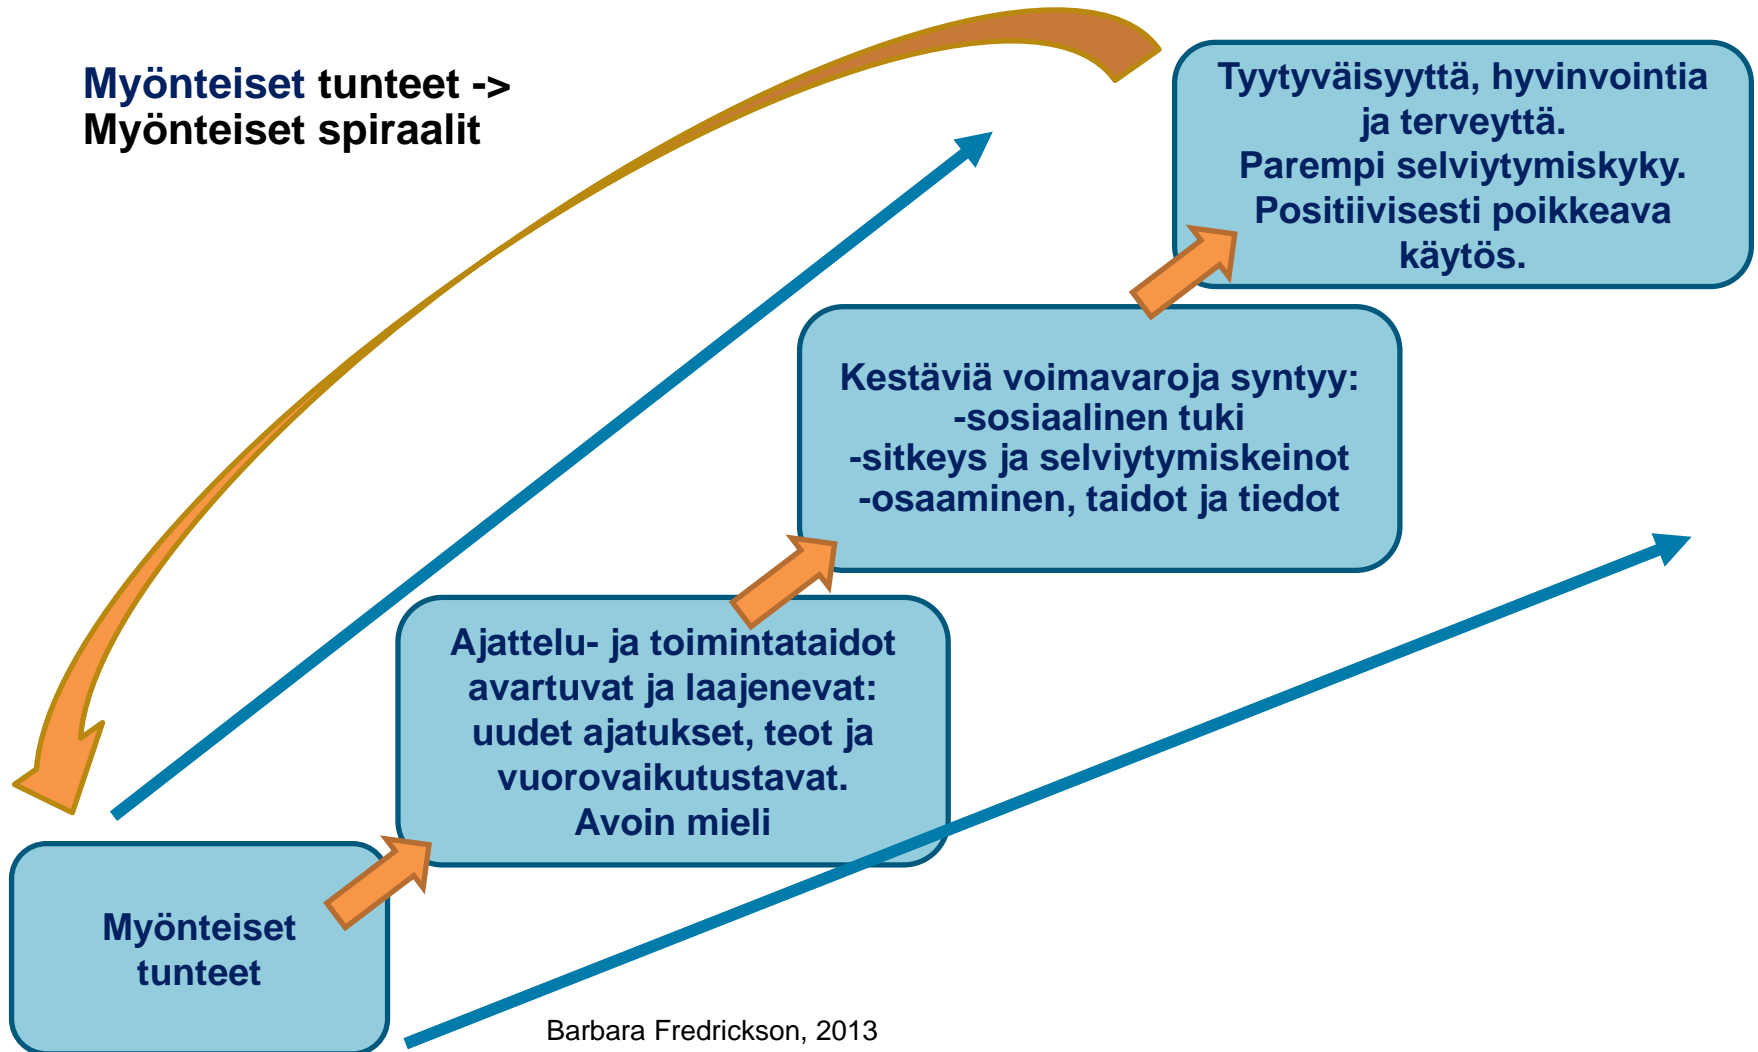 Myönteiset tunteet ->
Myönteiset spiraalit
Tyytyväisyyttä, hyvinvointia
ja terveyttä.
Parempi selviytymiskyky.
Positiivisesti poikkeava
käytös.
Kestäviä voimavaroja syntyy:
-sosiaalinen tuki
-sitkeys ja selviytymiskeinot
-osaaminen, taidot ja tiedot
Ajattelu- ja toimintataidot
avartuvat ja laajenevat:
uudet ajatukset, teot ja
vuorovaikutustavat.
Avoin mieli
Myönteiset
tunteet
Barbara Fredrickson, 2013